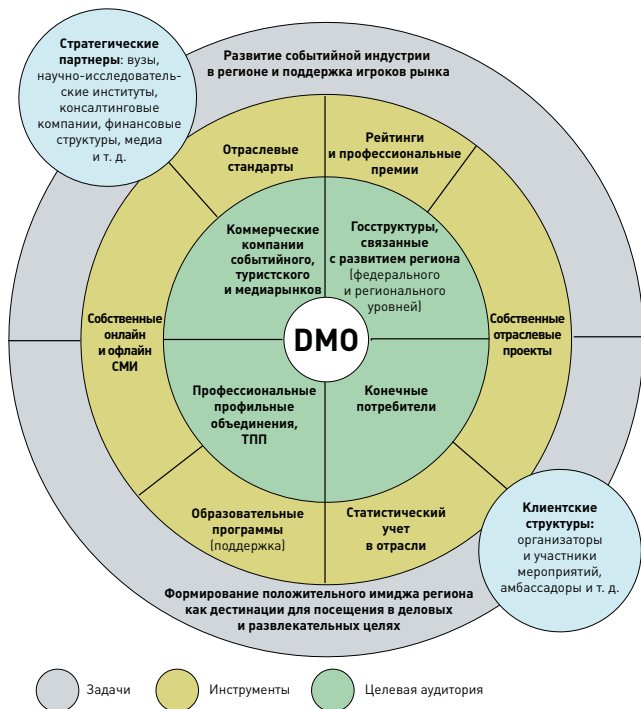 Стратегические
партнеры: вузы,
научно-исследователь-
ские институты,
консалтинговые
компании, финансовые
структуры, медиа
и т. д.
Развитие событийной индустрии
в регионе и поддержка игроков рынка
Отраслевые
стандарты
Рейтинги
и профессиональные
премии
Коммерческие
компании
событийного,
туристского
и медиарынков
Госструктуры,
связанные
с развитием региона
(федерального
и регионального
уровней)
Собственные
онлайн
и офлайн
СМИ
DMO
Собственные
отраслевые
проекты
Профессиональные
профильные
объединения,
ТПП
Конечные
потребители
Образовательные
программы
(поддержка)
Статистический
учет
в отрасли
Клиентские
структуры:
организаторы
и участники
мероприятий,
амбассадоры и т. д.
Формирование положительного имиджа региона
как дестинации для посещения в деловых
и развлекательных целях
Задачи
Инструменты
Целевая аудитория